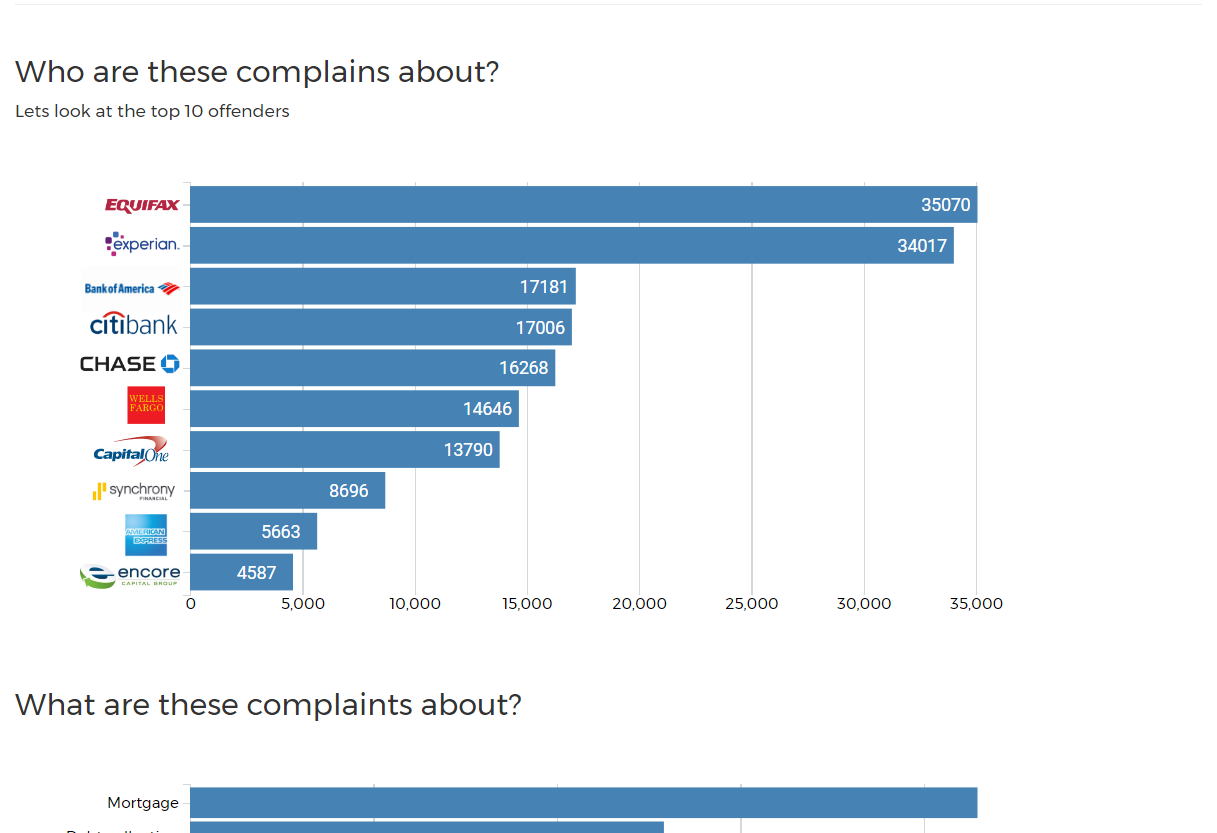 Who are these complains about?
Lets look at the top 10 offenders
EQUIFAX 35070
experian. 34017
Bank of America 17181
citibank 17006
CHASE 16268
WELLS
FARGO 14646
CapitalOne 13790
synchrony
FINANCIAL 8696
AMERICAN
EXPRESS 5663
encore
CAPITAL GROUP 4587
0 5,000 10,000 15,000 20,000 25,000 30,000 35,000
What are these complaints about?
Mortgage